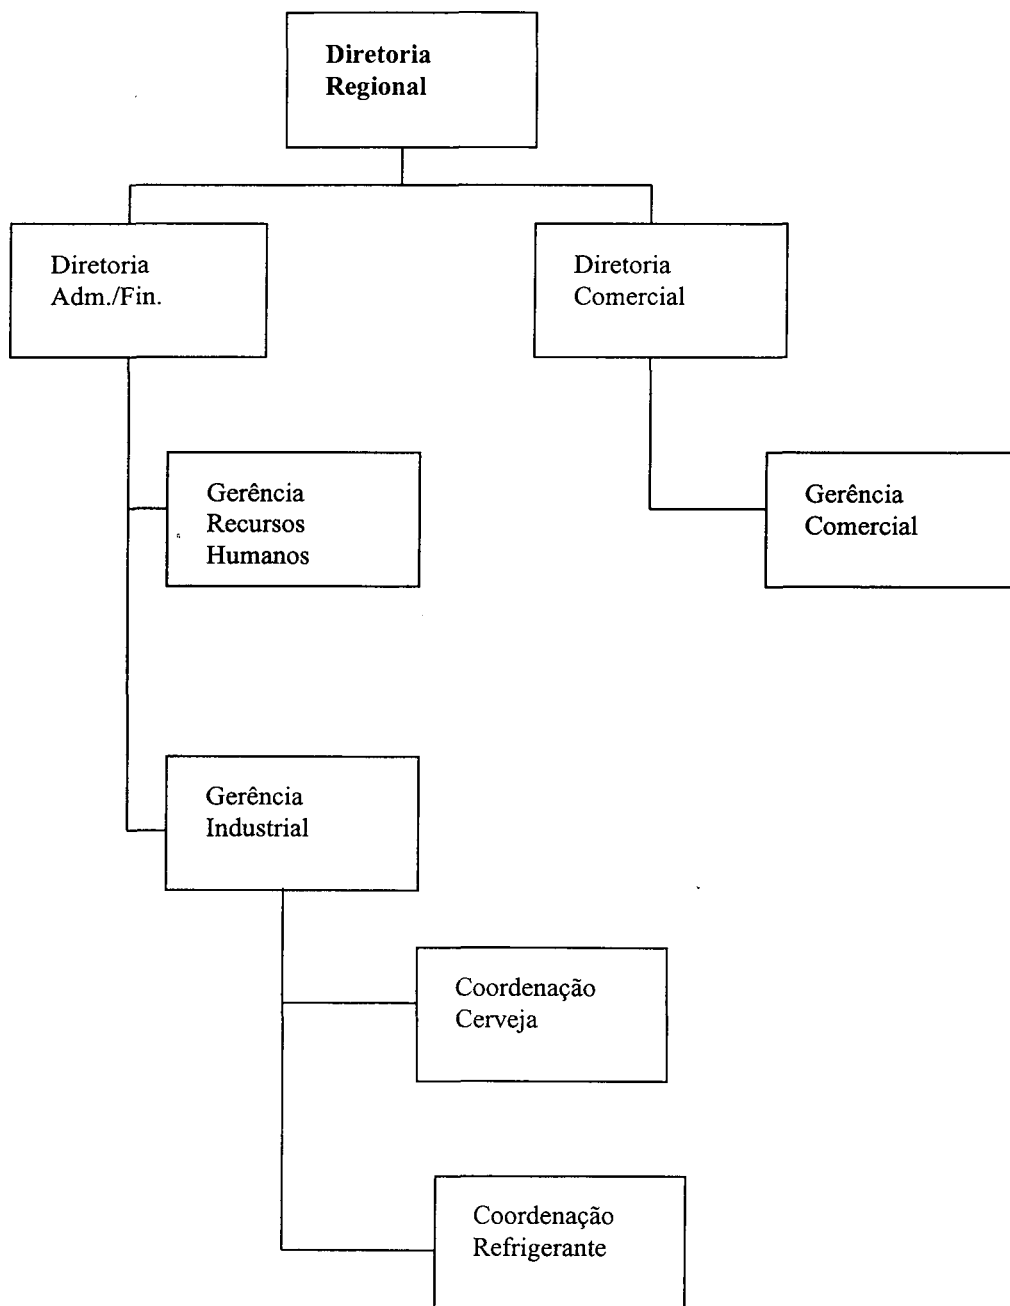 Diretoria
Regional
Diretoria
Adm./Fin.
Diretoria
Comercial
Gerência
Recursos
Humanos
Gerência
Comercial
Gerência
Industrial
Coordenação
Cerveja
Coordenação
Refrigerante